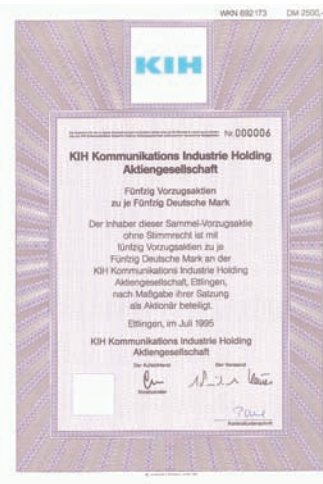 WKN 692173 DM 2500,-
KIH
Nr. 000006
KIH Kommunikations Industrie Holding
Aktiengesellschaft
Fünfzig Vorzugsaktien
zu je Fünfzig Deutsche Mark
Der Inhaber dieser Sammel-Vorzugsaktie
ohne Stimmrecht ist mit
fünfzig Vorzugsaktien zu je
Fünfzig Deutsche Mark an der
KIH Kommunikations Industrie Holding
Aktiengesellschaft, Ettlingen,
nach Maßgabe ihrer Satzung
als Aktionär beteiligt.
Ettlingen, im Juli 1995
KIH Kommunikations Industrie Holding
Aktiengesellschaft
Der Aufsichtsrat Der Vorstand
Vorsitzender
Kontrollunterschrift